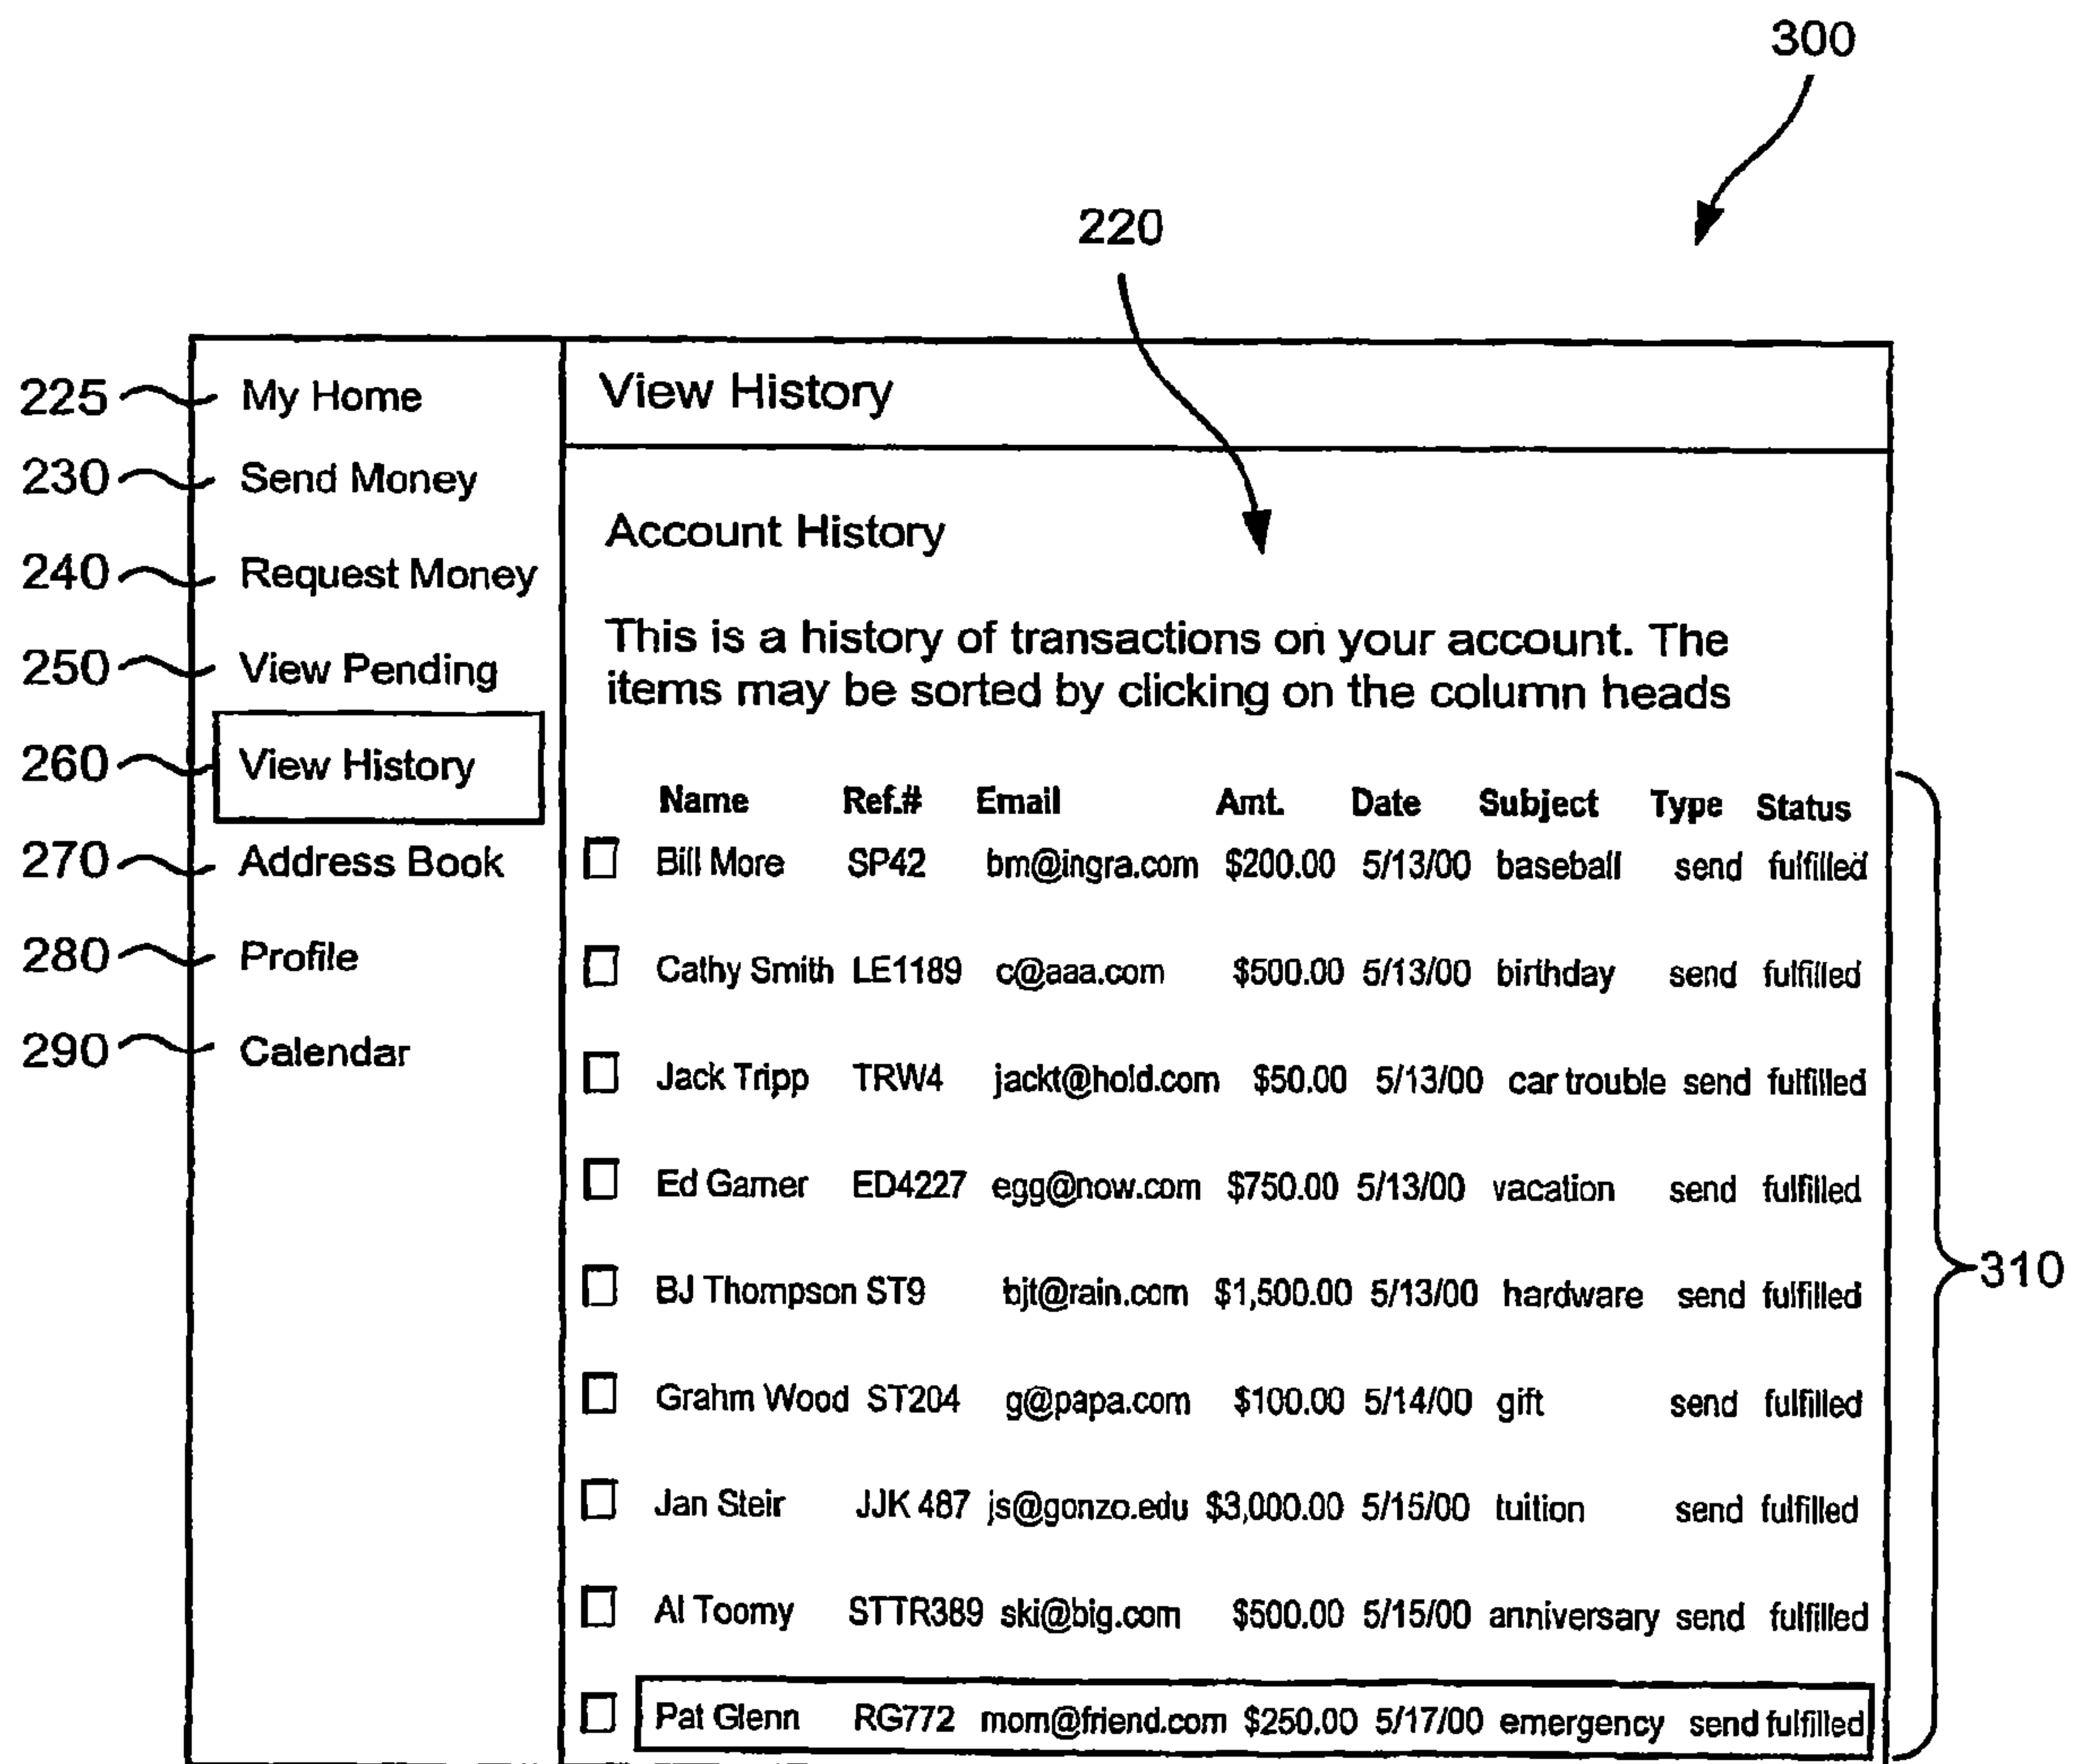 300
220
225 My Home
230 Send Money
240 Request Money
250 View Pending
260 View History
270 Address Book
280 Profile
290 Calendar
View History
Account History
This is a history of transactions on your account. The
items may be sorted by clicking on the column heads
Name Ref.# Email Amt. Date Subject Type Status
Bill More SP42 bm@ingra.com $200.00 5/13/00 baseball send fulfilled
Cathy Smith LE1189 c@aaa.com $500.00 5/13/00 birthday send fulfilled
Jack Tripp TRW4 jackt@hold.com $50.00 5/13/00 car trouble send fulfilled
Ed Garner ED4227 egg@now.com $750.00 5/13/00 vacation send fulfilled
BJ Thompson ST9 bjt@rain.com $1,500.00 5/13/00 hardware send fulfilled
Grahm Wood ST204 g@papa.com $100.00 5/14/00 gift send fulfilled
Jan Steir JJK 487 js@gonzo.edu $3,000.00 5/15/00 tuition send fulfilled
Al Toomy STTR389 ski@big.com $500.00 5/15/00 anniversary send fulfilled
Pat Glenn RG772 mom@friend.com $250.00 5/17/00 emergency send fulfilled
310